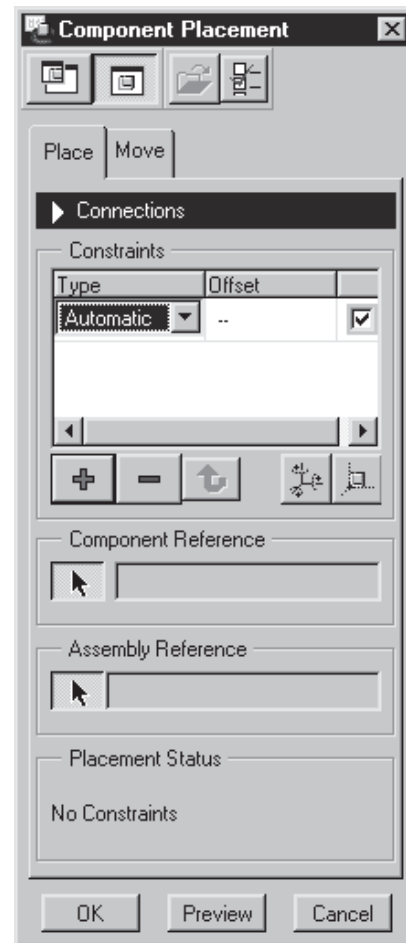 Component Placement
Place Move
Connections
Constraints
Type Offset
Automatic --
Component Reference
Assembly Reference
Placement Status
No Constraints
OK Preview Cancel